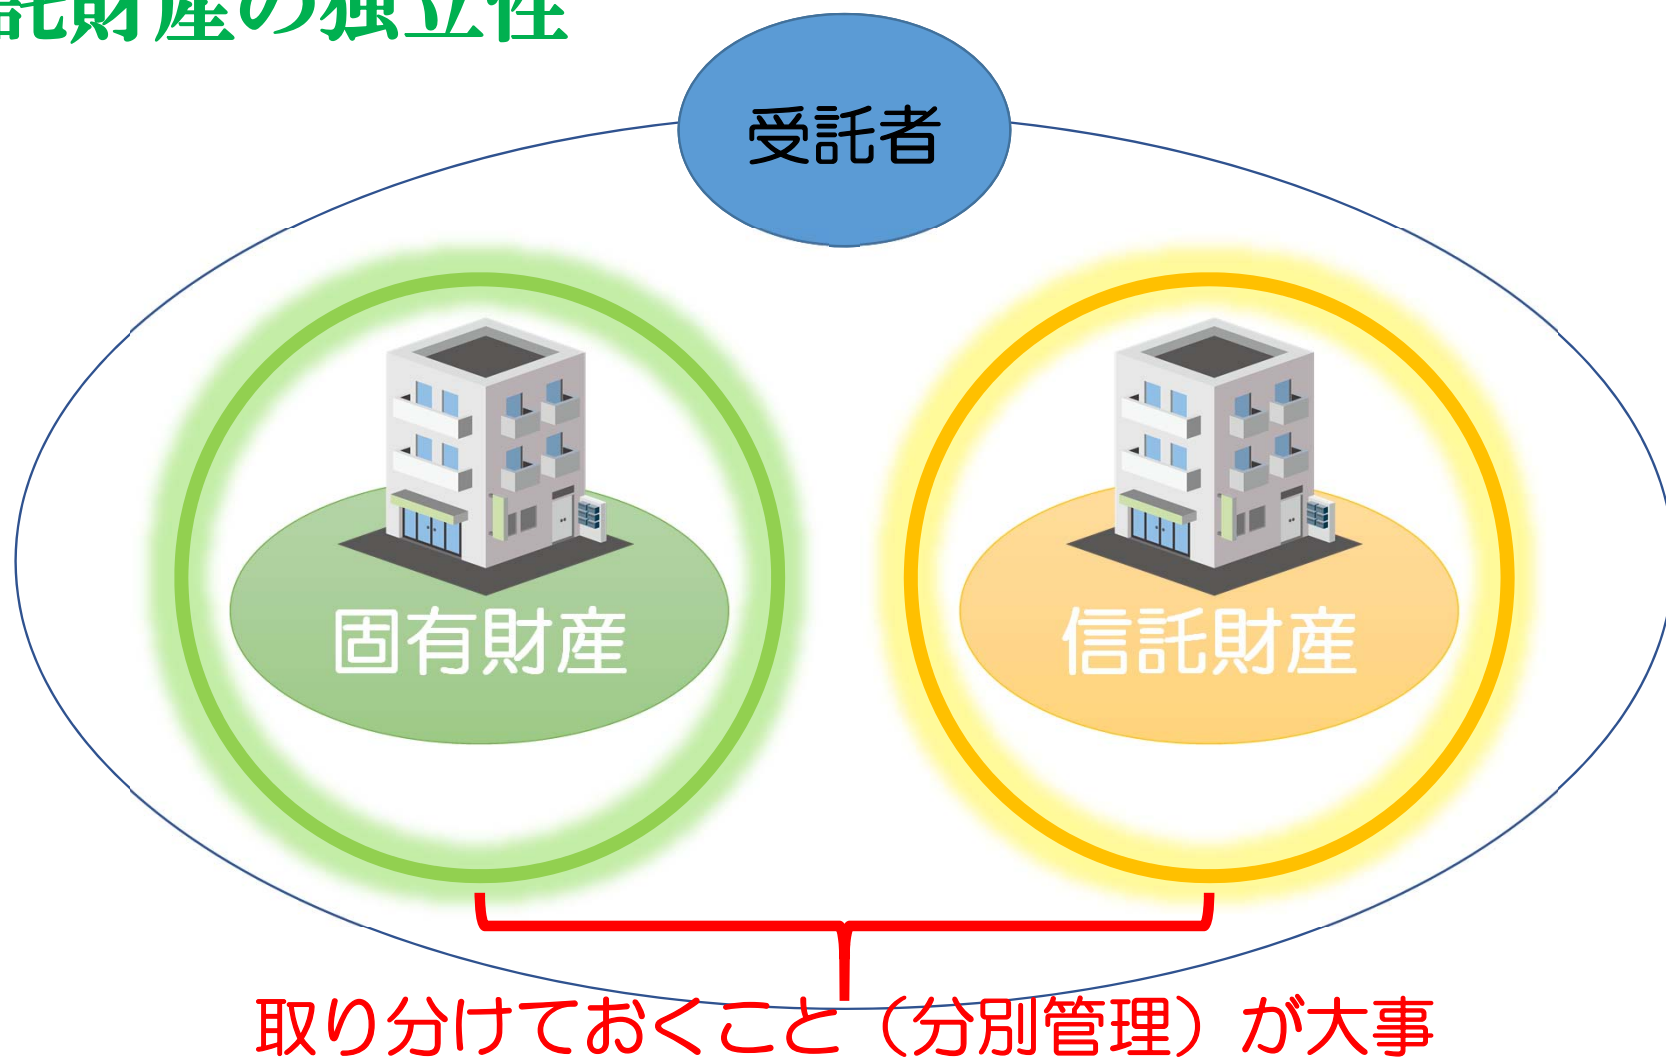 託財産の独立性
受託者
固有財産
信託財産
取り分けておくこと（分別管理）が大事